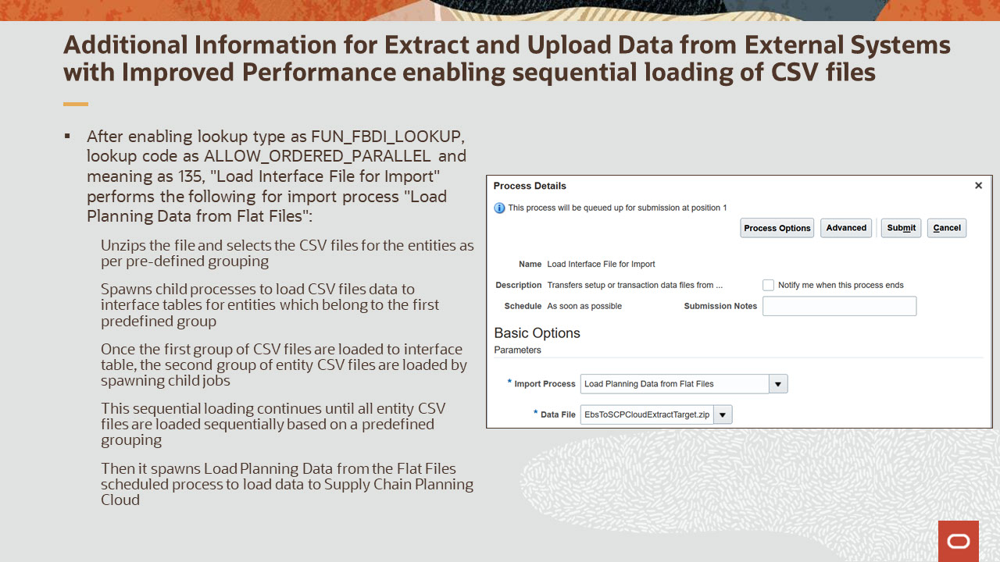 Additional Information for Extract and Upload Data from External Systems
with Improved Performance enabling sequential loading of CSV files
▪ After enabling lookup type as FUN_FBDI_LOOKUP,
lookup code as ALLOW_ORDERED_PARALLEL and
meaning as 135, "Load Interface File for Import"
performs the following for import process "Load
Planning Data from Flat Files":
Unzips the file and selects the CSV files for the entities as
per pre-defined grouping
Spawns child processes to load CSV files data to
interface tables for entities which belong to the first
predefined group
Once the first group of CSV files are loaded to interface
table, the second group of entity CSV files are loaded by
spawning child jobs
This sequential loading continues until all entity CSV
files are loaded sequentially based on a predefined
grouping
Then it spawns Load Planning Data from the Flat Files
scheduled process to load data to Supply Chain Planning
Cloud
Process Details
This process will be queued up for submission at position 1
Process Options Advanced Submit Cancel
Name Load Interface File for Import
Description Transfers setup or transaction data files from ... Notify me when this process ends
Schedule As soon as possible Submission Notes
Basic Options
Parameters
* Import Process Load Planning Data from Flat Files
* Data File EbsToSCPCloudExtractTarget.zip